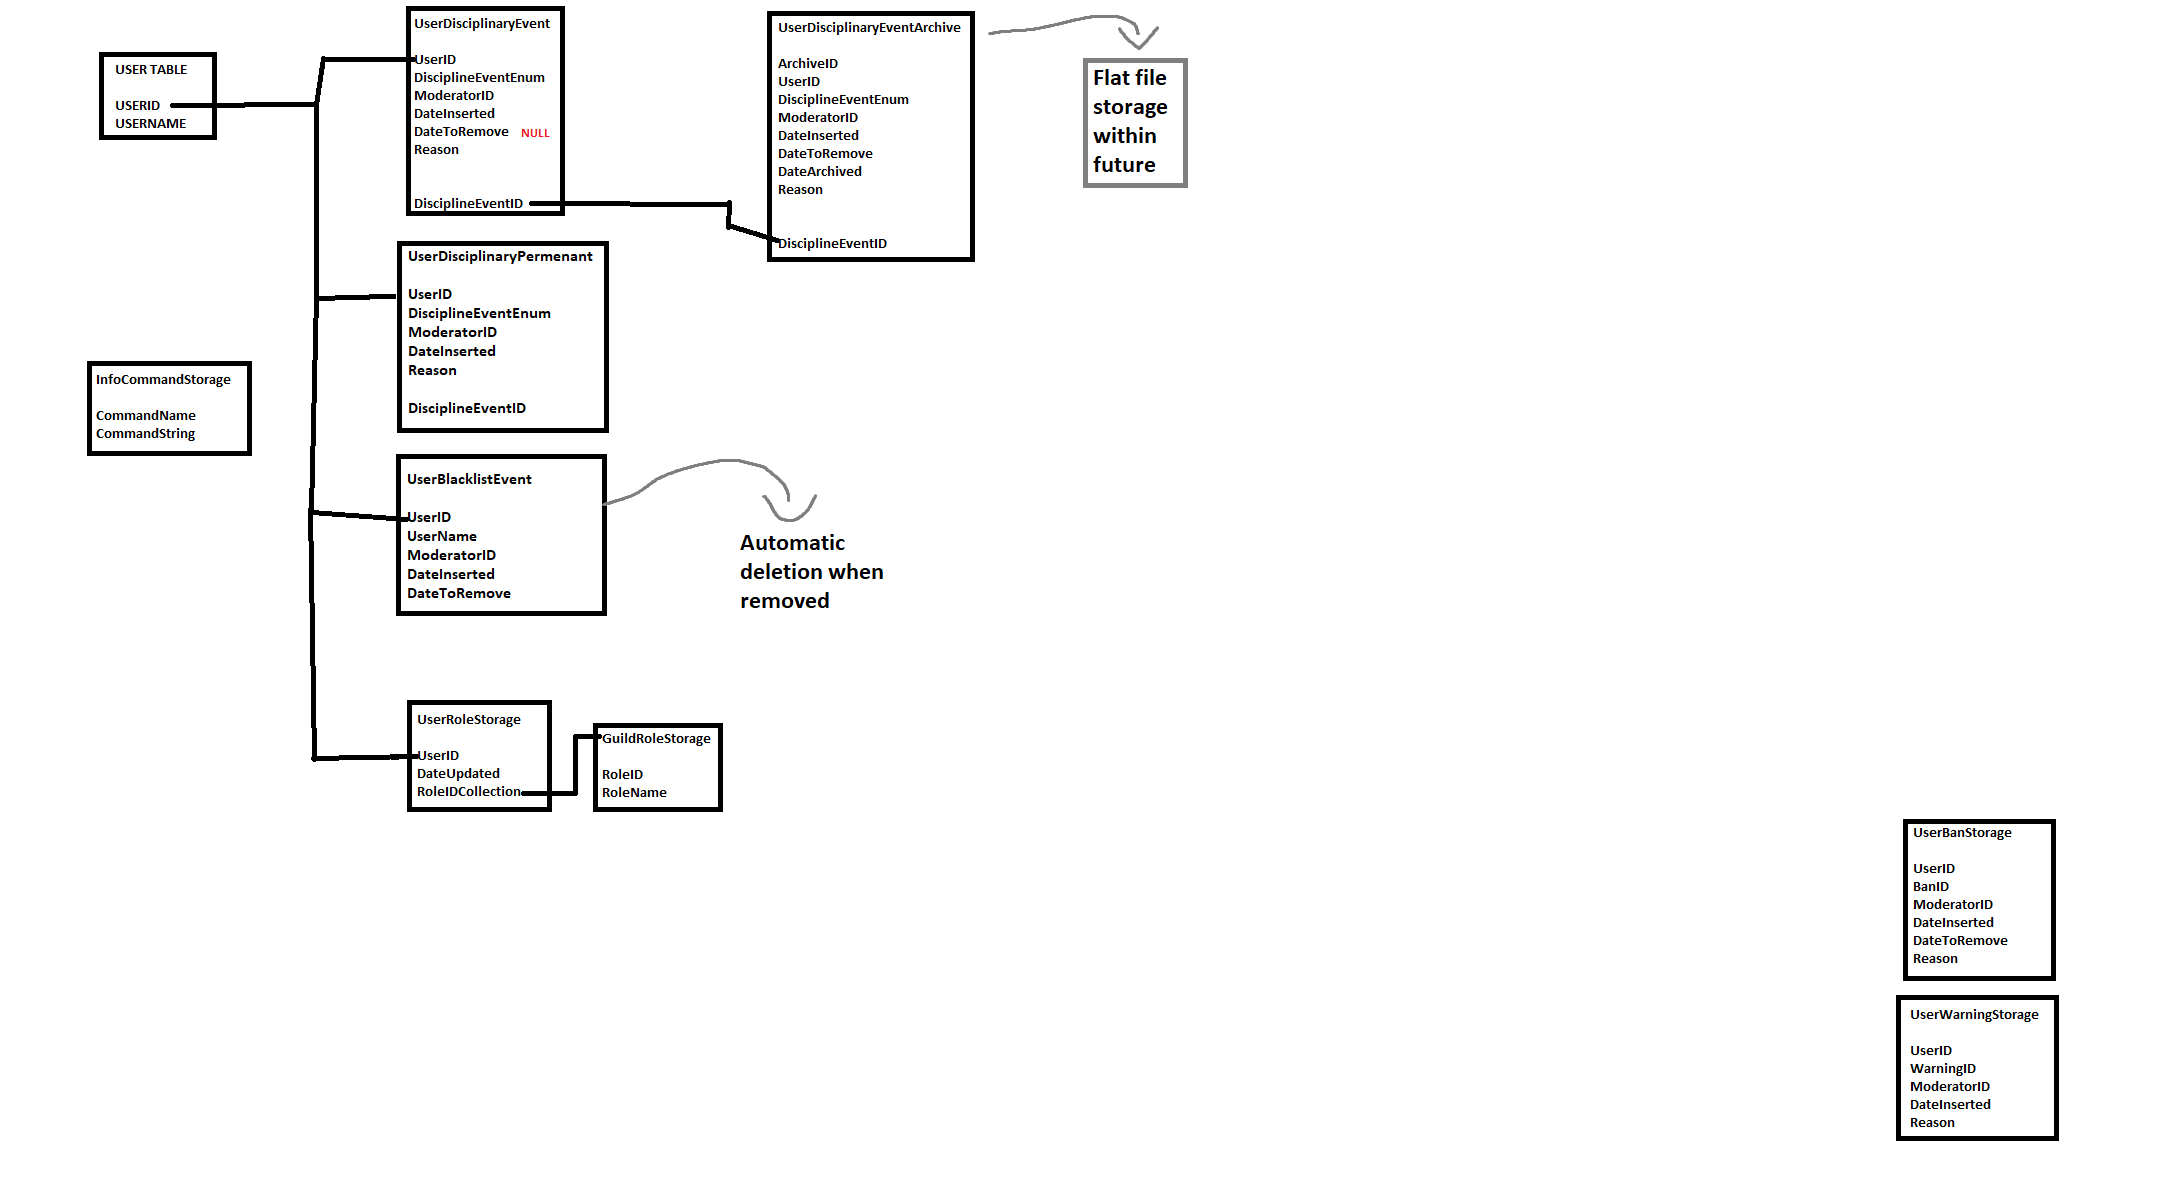 USER TABLE
USERID
USERNAME
UserDisciplinaryEvent
UserID
DisciplineEventEnum
ModeratorID
DateInserted
DateToRemove NULL
Reason
DisciplineEventID
UserDisciplinaryEventArchive
ArchiveID
UserID
DisciplineEventEnum
ModeratorID
DateInserted
DateToRemove
DateArchived
Reason
DisciplineEventID
Flat file
storage
within
future
UserDisciplinaryPermenant
UserID
DisciplineEventEnum
ModeratorID
DateInserted
Reason
DisciplineEventID
InfoCommandStorage
CommandName
CommandString
UserBlacklistEvent
UserID
UserName
ModeratorID
DateInserted
DateToRemove
Automatic
deletion when
removed
UserRoleStorage
UserID
DateUpdated
RoleIDCollection
GuildRoleStorage
RoleID
RoleName
UserBanStorage
UserID
BanID
ModeratorID
DateInserted
DateToRemove
Reason
UserWarningStorage
UserID
WarningID
ModeratorID
DateInserted
Reason